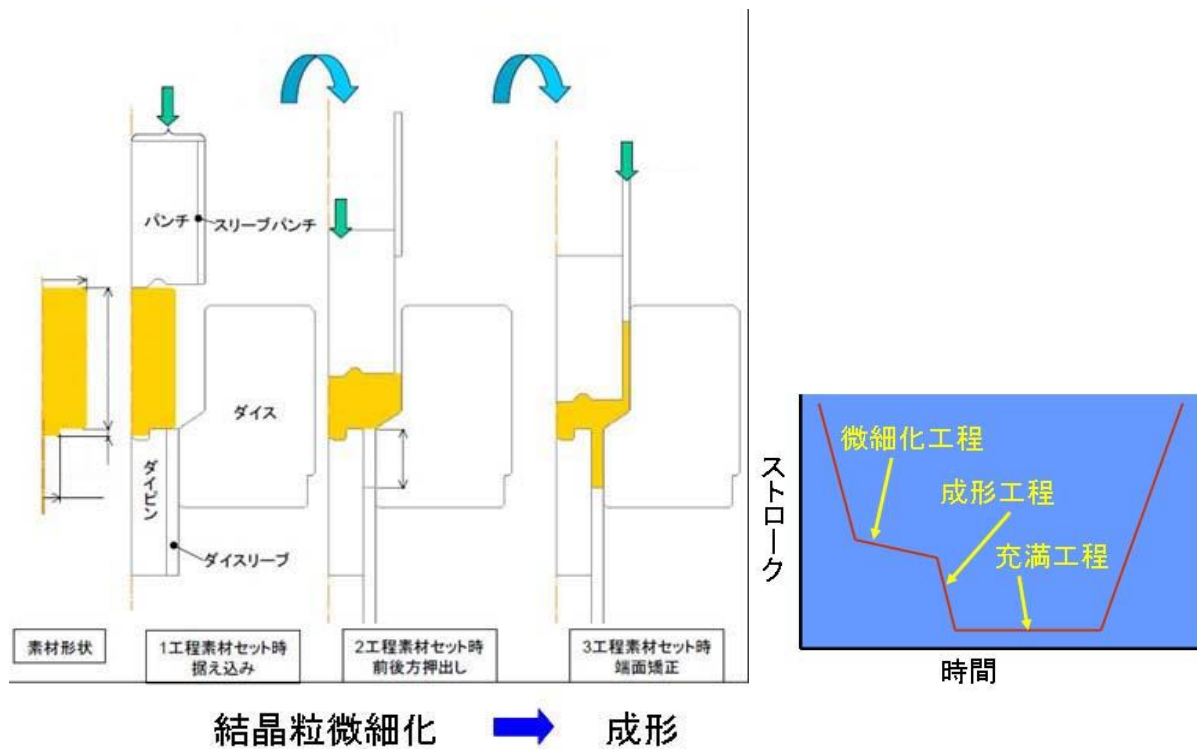 パンチ
スリーブパンチ
ダイス
ダイピン
ダイスリーブ
素材形状
1工程素材セット時
据え込み
2工程素材セット時
前後方押出し
3工程素材セット時
端面矯正
結晶粒微細化
成形
ストローク
微細化工程
成形工程
充満工程
時間